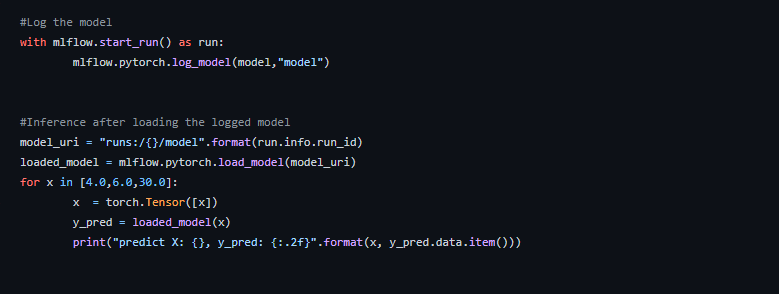 #Log the model
with mlflow.start_run() as run:
        mlflow.pytorch.log_model(model,"model")
#Inference after loading the logged model
model_uri = "runs:/{}/model".format(run.info.run_id)
loaded_model = mlflow.pytorch.load_model(model_uri)
for x in [4.0,6.0,30.0]:
        x  = torch.Tensor([x])
        y_pred = loaded_model(x)
        print("predict X: {}, y_pred: {:.2f}".format(x, y_pred.data.item()))